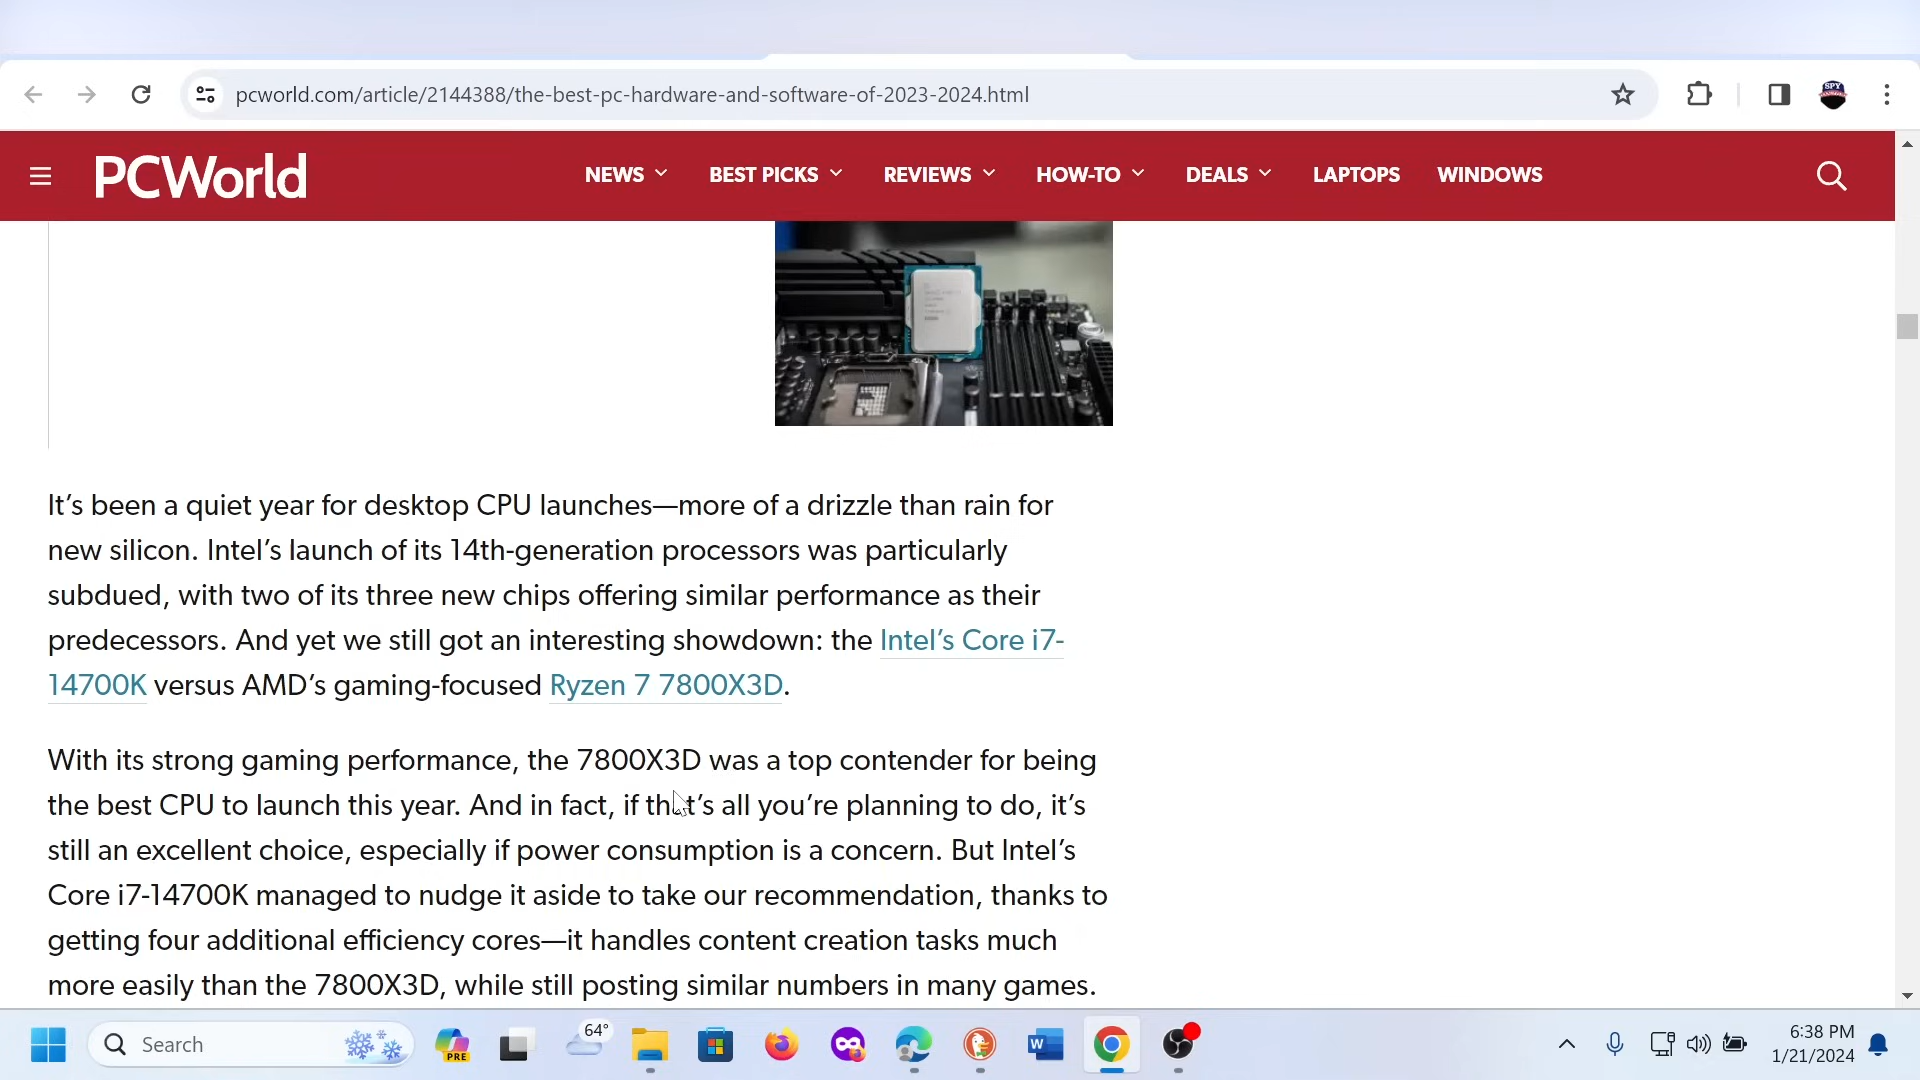 pcworld.com/article/2144388/the-best-pc-hardware-and-software-of-2023-2024.html
SPY
PCWorld
NEWS
BEST PICKS
REVIEWS
HOW-TO
DEALS
LAPTOPS
WINDOWS
It’s been a quiet year for desktop CPU launches—more of a drizzle than rain for
new silicon. Intel’s launch of its 14th-generation processors was particularly
subdued, with two of its three new chips offering similar performance as their
predecessors. And yet we still got an interesting showdown: the Intel’s Core i7-
14700K versus AMD’s gaming-focused Ryzen 7 7800X3D.
With its strong gaming performance, the 7800X3D was a top contender for being
the best CPU to launch this year. And in fact, if that’s all you’re planning to do, it’s
still an excellent choice, especially if power consumption is a concern. But Intel’s
Core i7-14700K managed to nudge it aside to take our recommendation, thanks to
getting four additional efficiency cores—it handles content creation tasks much
more easily than the 7800X3D, while still posting similar numbers in many games.
Search
PRE
64°
W
6:38 PM
1/21/2024